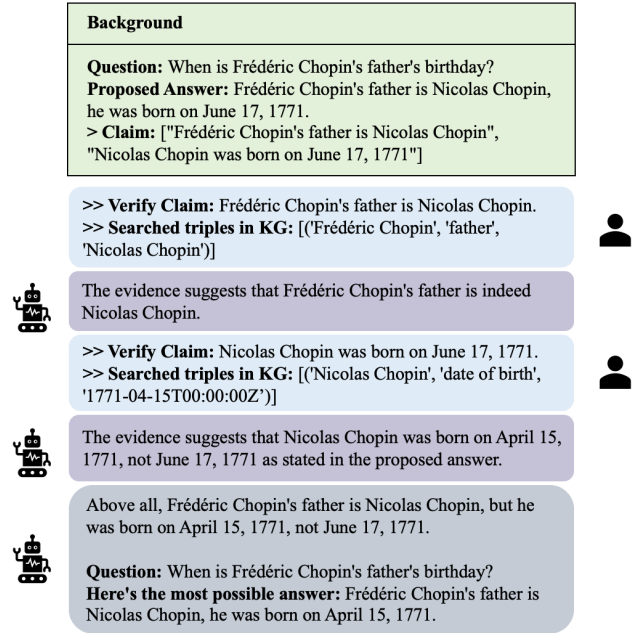 Background
Question: When is Frédéric Chopin's father's birthday?
Proposed Answer: Frédéric Chopin's father is Nicolas Chopin,
he was born on June 17, 1771.
> Claim: ["Frédéric Chopin's father is Nicolas Chopin",
"Nicolas Chopin was born on June 17, 1771"]
>> Verify Claim: Frédéric Chopin's father is Nicolas Chopin.
>> Searched triples in KG: [('Frédéric Chopin', 'father',
'Nicolas Chopin')]
The evidence suggests that Frédéric Chopin's father is indeed
Nicolas Chopin.
>> Verify Claim: Nicolas Chopin was born on June 17, 1771.
>> Searched triples in KG: [('Nicolas Chopin', 'date of birth',
'1771-04-15T00:00:00Z’)]
The evidence suggests that Nicolas Chopin was born on April 15,
1771, not June 17, 1771 as stated in the proposed answer.
Above all, Frédéric Chopin's father is Nicolas Chopin, but he
was born on April 15, 1771, not June 17, 1771.
Question: When is Frédéric Chopin's father's birthday?
Here's the most possible answer: Frédéric Chopin's father is
Nicolas Chopin, he was born on April 15, 1771.